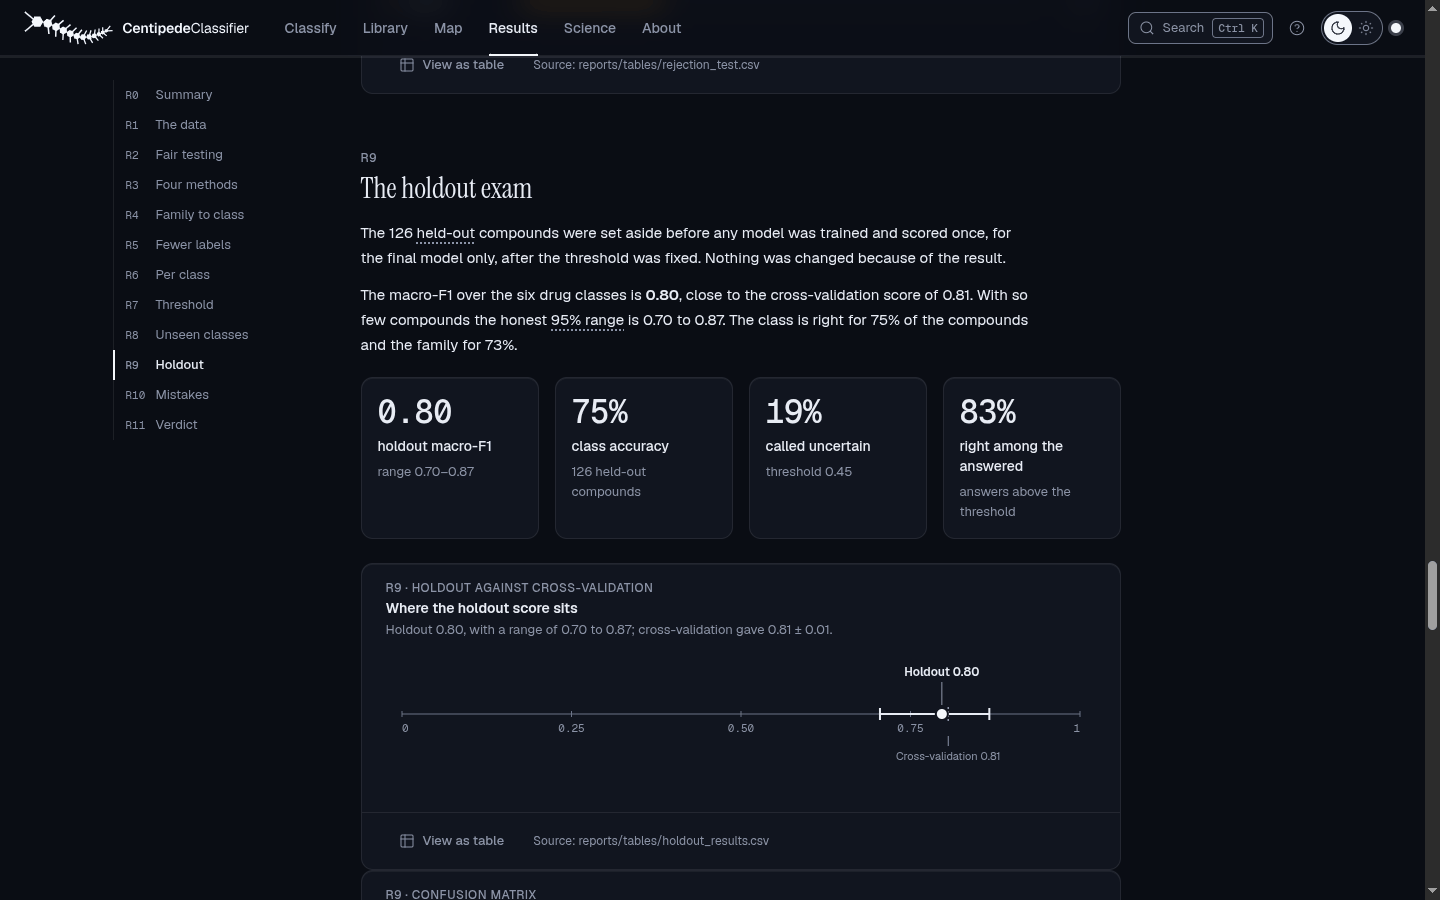 CentipedeClassifier
Classify
Library
Map
Results
Science
About
Search Ctrl K
View as table
Source: reports/tables/rejection_test.csv
R0 Summary
R1 The data
R2 Fair testing
R3 Four methods
R4 Family to class
R5 Fewer labels
R6 Per class
R7 Threshold
R8 Unseen classes
R9 Holdout
R10 Mistakes
R11 Verdict
R9
The holdout exam
The 126 held-out compounds were set aside before any model was trained and scored once, for
the final model only, after the threshold was fixed. Nothing was changed because of the result.
The macro-F1 over the six drug classes is 0.80, close to the cross-validation score of 0.81. With so
few compounds the honest 95% range is 0.70 to 0.87. The class is right for 75% of the compounds
and the family for 73%.
0.80
holdout macro-F1
range 0.70–0.87
75%
class accuracy
126 held-out
compounds
19%
called uncertain
threshold 0.45
83%
right among the
answered
answers above the
threshold
R9 · HOLDOUT AGAINST CROSS-VALIDATION
Where the holdout score sits
Holdout 0.80, with a range of 0.70 to 0.87; cross-validation gave 0.81 ± 0.01.
Holdout 0.80
0
0.25
0.50
0.75
1
Cross-validation 0.81
View as table
Source: reports/tables/holdout_results.csv
R9 · CONFUSION MATRIX